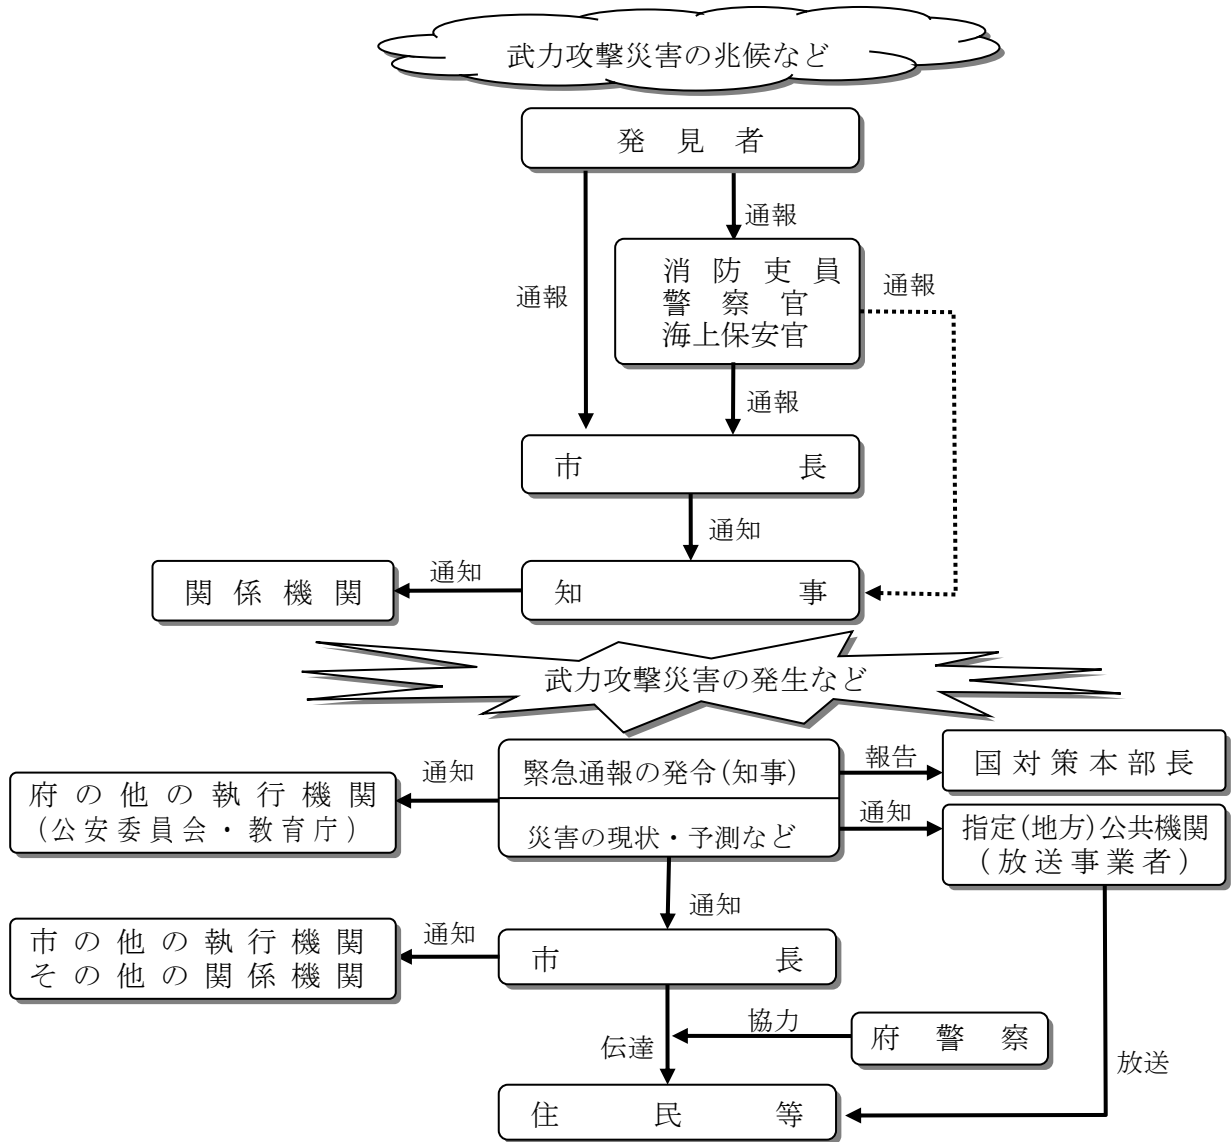 武力攻撃災害の兆候など
発見者
通報
通報
消防吏員
警察官
海上保安官
通報
通報
市長
通知
関係機関
通知
知事
武力攻撃災害の発生など
緊急通報の発令(知事)
災害の現状・予測など
報告
国対策本部長
通知
府の他の執行機関
(公安委員会・教育庁)
通知
指定(地方)公共機関
(放送事業者)
通知
市の他の執行機関
その他の関係機関
通知
市長
協力
府警察
伝達
放送
住民等